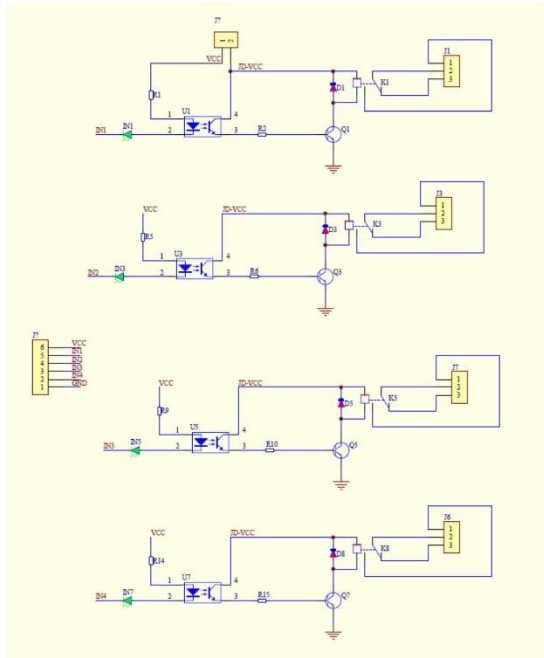 J?
1 2
VCC
JD-VCC
J1
1
2
3
R1
D1
K1
U1
1
4
IN1
IN1
2
3
R2
Q1
VCC
JD-VCC
J3
1
2
3
R5
D3
K3
U3
1
4
IN2
IN3
2
3
R6
Q3
J?
6 VCC
5 IN1
4 IN2
3 IN3
2 IN4
1 GND
VCC
JD-VCC
J?
1
2
3
R9
D5
K5
U5
1
4
IN3
IN5
2
3
R10
Q5
VCC
JD-VCC
J6
1
2
3
R14
D8
K8
U7
1
4
IN4
IN7
2
3
R15
Q7